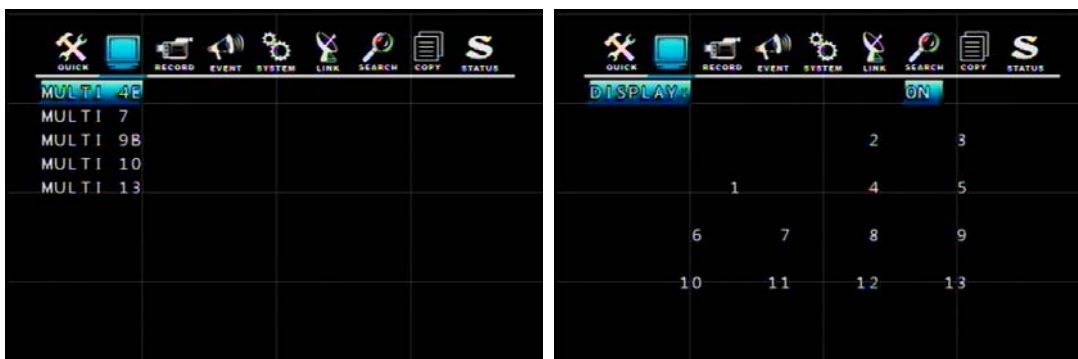 QUICK RECORD EVENT SYSTEM LINK SEARCH COPY STATUS
MULTI 4E
MULTI 7
MULTI 9B
MULTI 10
MULTI 13
QUICK RECORD EVENT SYSTEM LINK SEARCH COPY STATUS
DISPLAY: ON
2 3
1 4 5
6 7 8 9
10 11 12 13